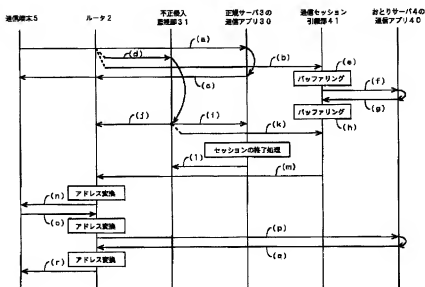 通信端末5
ルータ2
不正侵入
監視部31
正規サーバ3の
通信アプリ30
通信セッション
引継部41
おとりサーバ4の
通信アプリ40
(a)
(b)
(c)
(d)
(e)
バッファリング
(f)
(g)
バッファリング
(h)
(i)
(j)
(k)
セッションの終了処理
(l)
(m)
(n)
アドレス変換
(o)
アドレス変換
(p)
(q)
アドレス変換
(r)